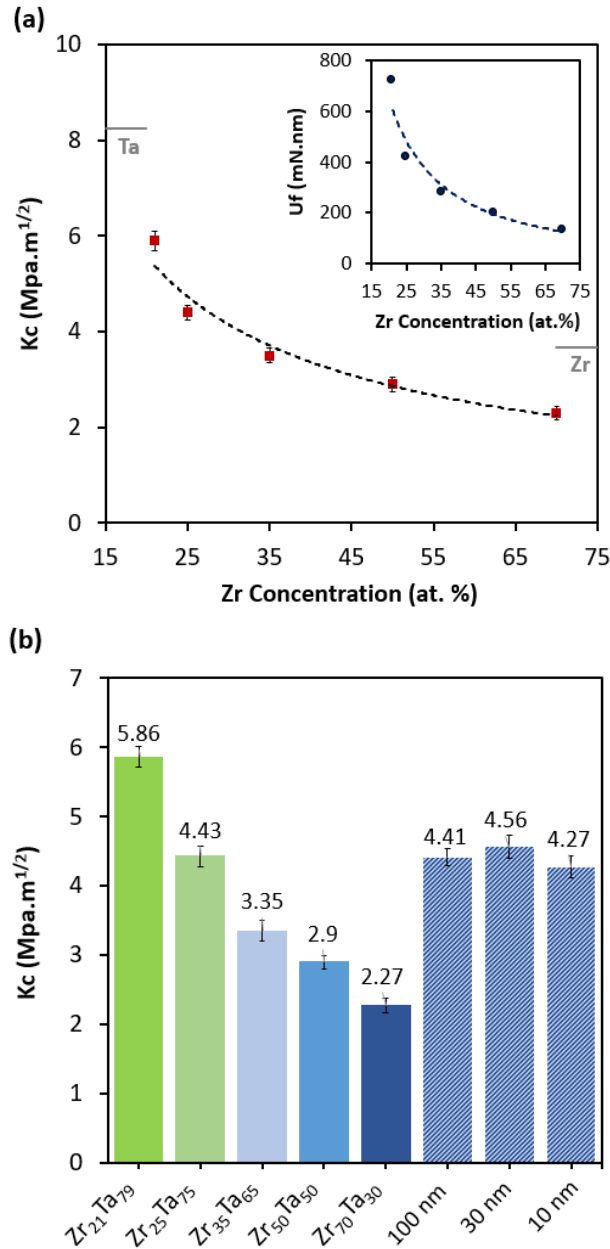 (a)
10
8
6
4
2
0
Kc (Mpa.m1/2)
Ta
Zr
15 25 35 45 55 65 75
Zr Concentration (at. %)
800
600
400
200
0
Uf (mN.nm)
15 25 35 45 55 65 75
Zr Concentration (at.%)
(b)
7
6
5
4
3
2
1
0
Kc (Mpa.m1/2)
5.86
4.43
3.35
2.9
2.27
4.41
4.56
4.27
Zr21Ta79
Zr25Ta75
Zr35Ta65
Zr50Ta50
Zr70Ta30
100 nm
30 nm
10 nm